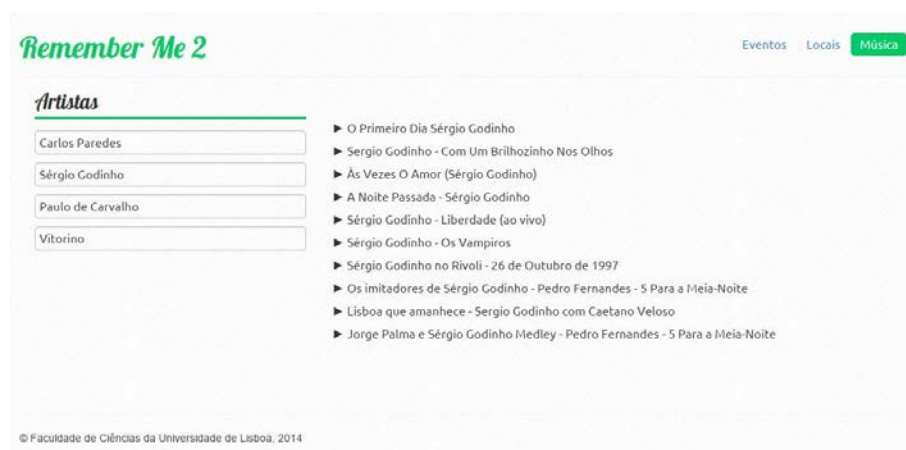 Remember Me 2
Eventos Locais Música
Artistas
Carlos Paredes
Sérgio Godinho
Paulo de Carvalho
Vitorino
► O Primeiro Dia Sérgio Godinho
► Sergio Godinho - Com Um Brilhozinho Nos Olhos
► Às Vezes O Amor (Sérgio Godinho)
► A Noite Passada - Sérgio Godinho
► Sérgio Godinho - Liberdade (ao vivo)
► Sérgio Godinho - Os Vampiros
► Sérgio Godinho no Rivoli - 26 de Outubro de 1997
► Os imitadores de Sérgio Godinho - Pedro Fernandes - 5 Para a Meia-Noite
► Lisboa que amanhece - Sergio Godinho com Caetano Veloso
► Jorge Palma e Sérgio Godinho Medley - Pedro Fernandes - 5 Para a Meia-Noite
© Faculdade de Ciências da Universidade de Lisboa, 2014